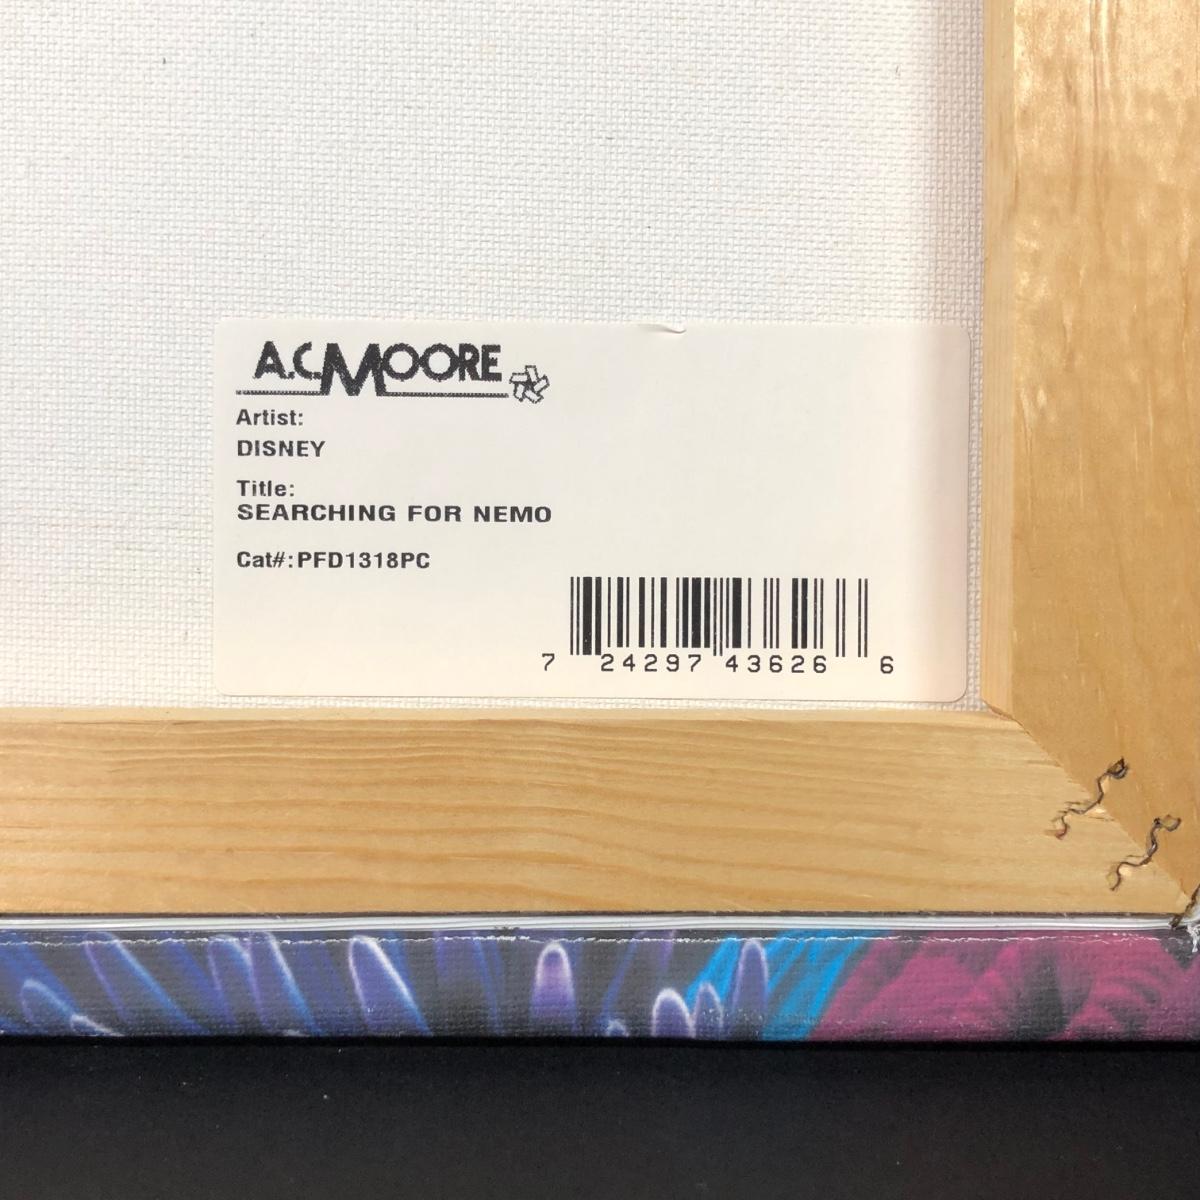 A.C.MOORE
Artist:
DISNEY
Title:
SEARCHING FOR NEMO
Cat#:PFD1318PC
7 24297 43626 6